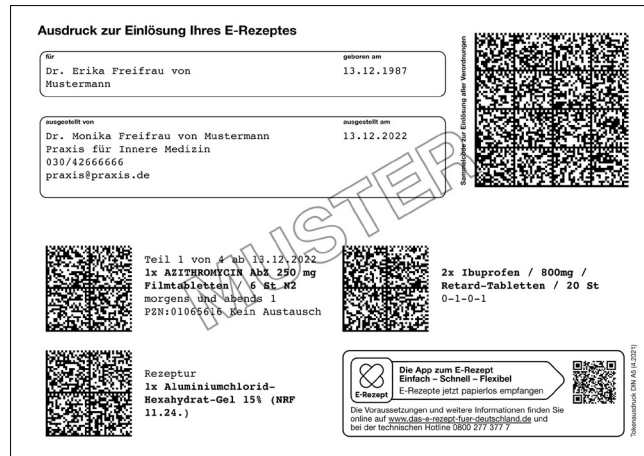 Ausdruck zur Einlösung Ihres E-Rezeptes
für
geboren am
Dr. Erika Freifrau von
Mustermann
13.12.1987
ausgestellt von
ausgestellt am
Dr. Monika Freifrau von Mustermann
Praxis für Innere Medizin
030/42666666
praxis@praxis.de
13.12.2022
Sammelcode zur Einlösung aller Verordnungen
MUSTER
Teil 1 von 4 ab 13.12.2022
1x AZITHROMYCIN AbZ 250 mg
Filmtabletten / 6 St N2
morgens und abends 1
PZN:01065616 Kein Austausch
2x Ibuprofen / 800mg /
Retard-Tabletten / 20 St
0-1-0-1
Rezeptur
1x Aluminiumchlorid-
Hexahydrat-Gel 15% (NRF
11.24.)
E-Rezept
Die App zum E-Rezept
Einfach – Schnell – Flexibel
E-Rezepte jetzt papierlos empfangen
Die Voraussetzungen und weitere Informationen finden Sie
online auf www.das-e-rezept-fuer-deutschland.de und
bei der technischen Hotline 0800 277 377 7
Tokenausdruck DIN A5 (4.2021)